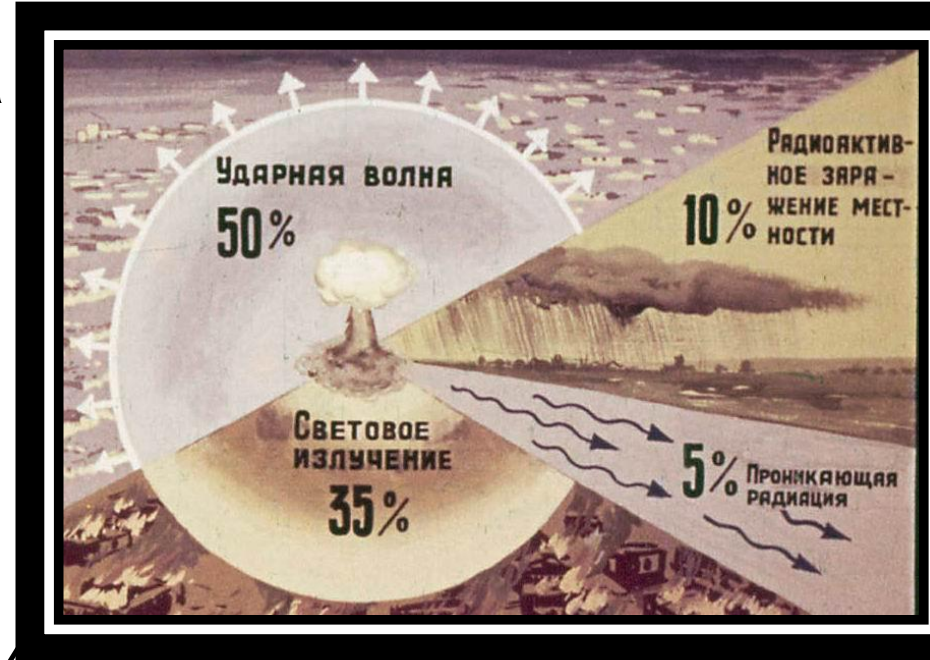 Ударная волна
50%
Радиоактив-
ное зара-
жение мест-
ности
10%
Световое
излучение
35%
5%
Проникающая
радиация